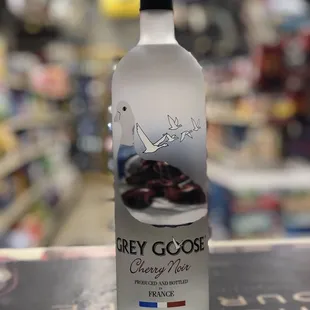 GREY GOOSE
Cherry Noir
PRODUCED AND BOTTLED
IN
FRANCE